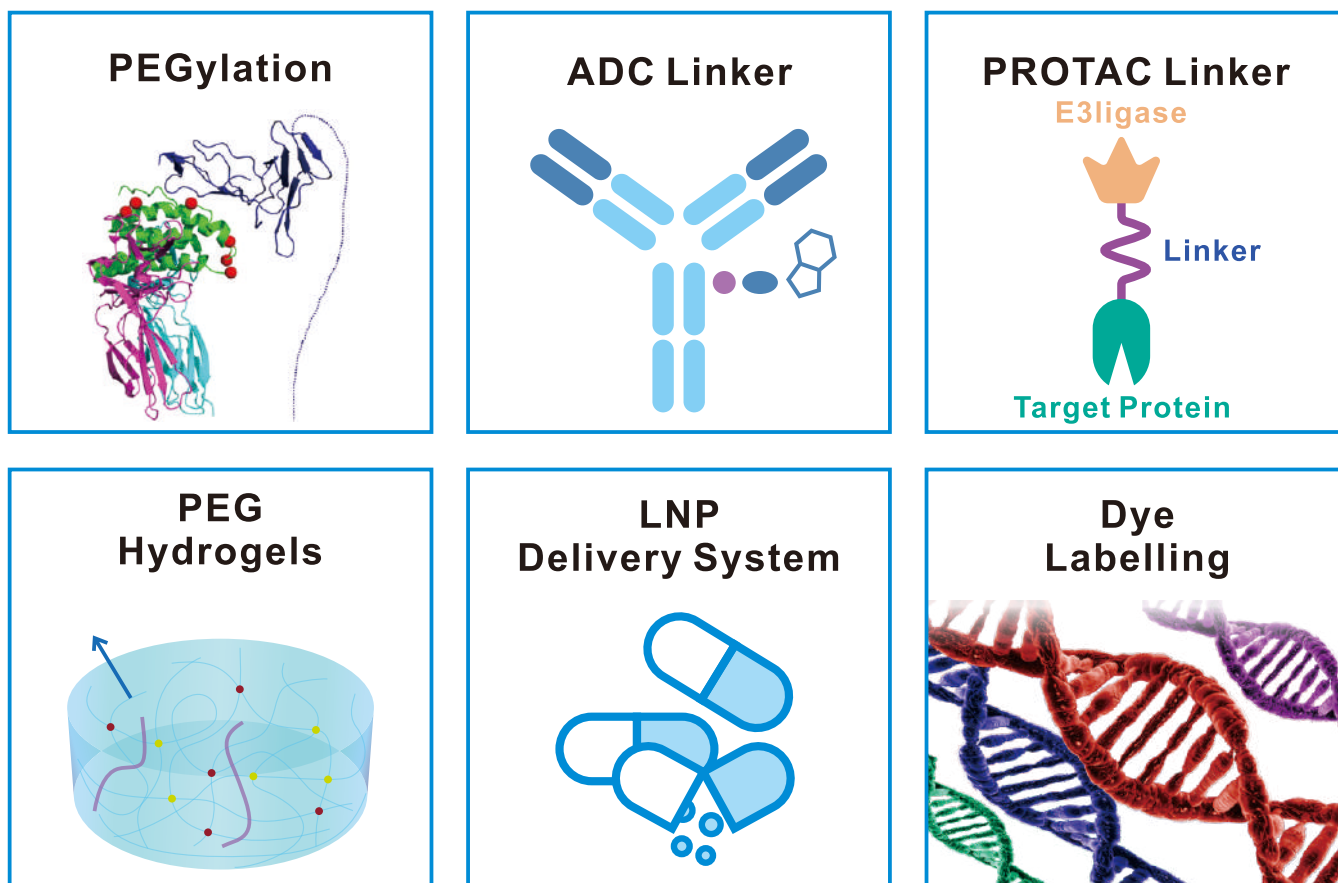 PEGylation
ADC Linker
PROTAC Linker
E3ligase
Linker
Target Protein
PEG
Hydrogels
LNP
Delivery System
Dye
Labelling